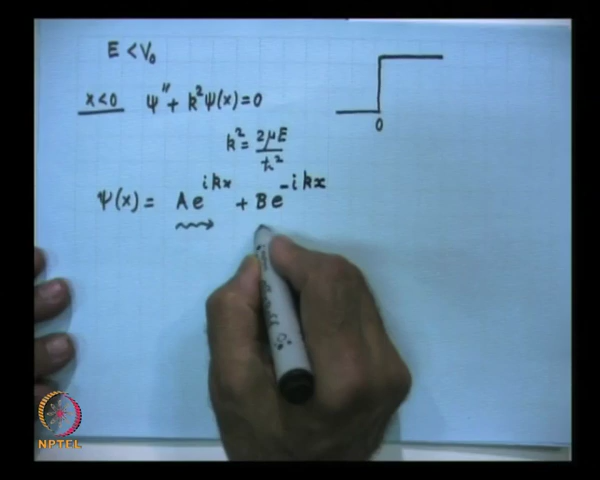 E < V₀
x<0 ψ" + k²ψ(x)=0
k² = 2μE/ħ²
ψ(x) = Ae^{ikx} + Be^{-ikx}
0
NPTEL